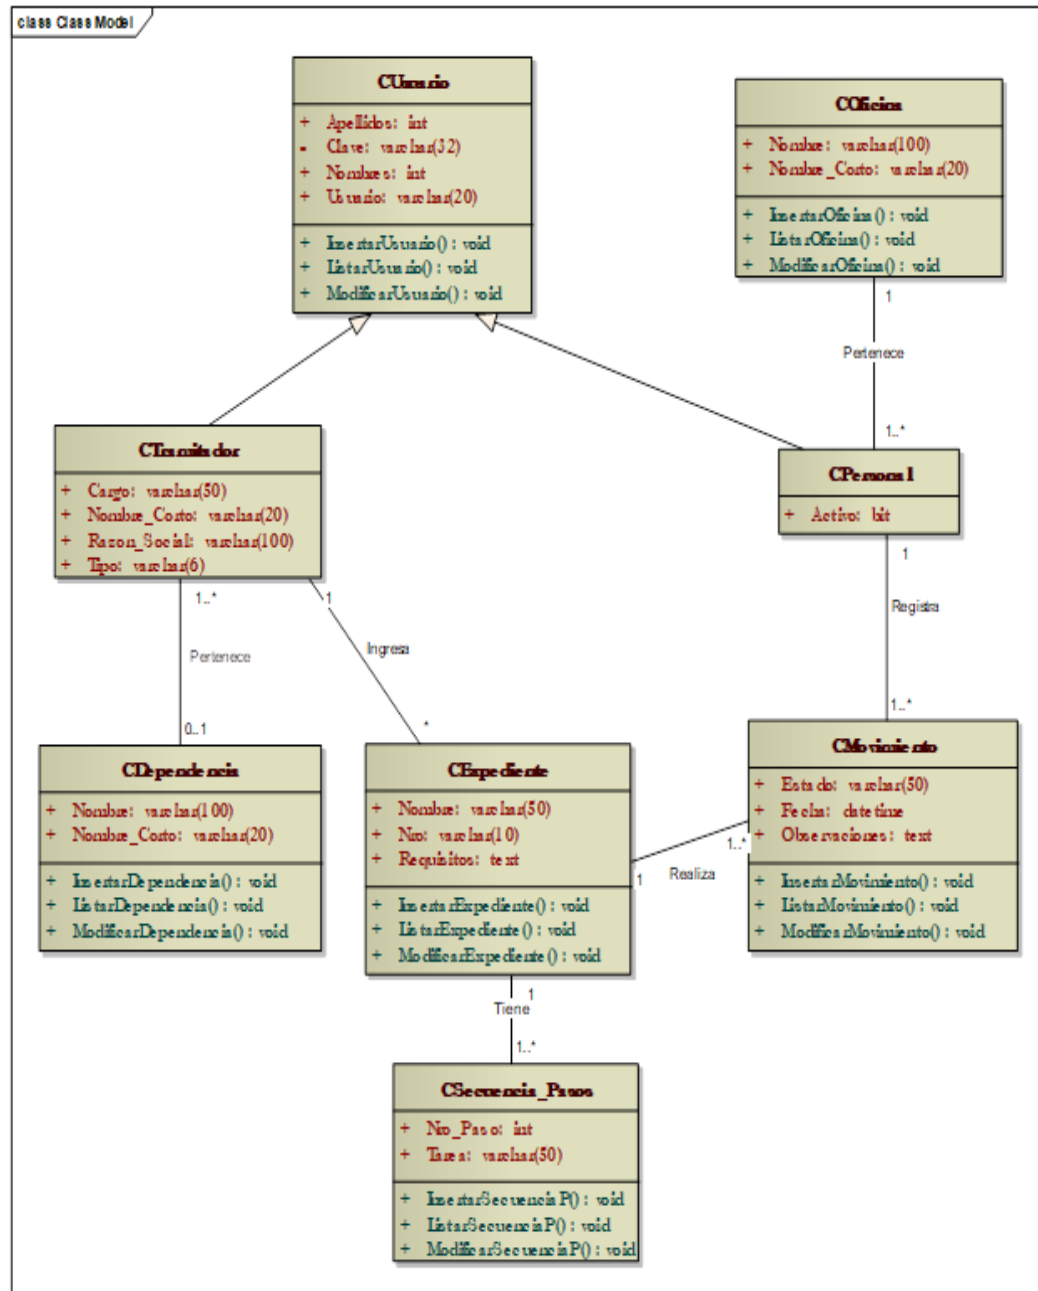 class Class Model
CUsuario
+ Apellidos: int
- Clave: varchar(32)
+ Nombres: int
+ Usuario: varchar(20)
+ InsertarUsuario() : void
+ ListarUsuario() : void
+ ModificarUsuario() : void
COficina
+ Nombre: varchar(100)
+ Nombre_Corto: varchar(20)
+ InsertarOficina() : void
+ ListarOficina() : void
+ ModificarOficina() : void
1
Pertenece
1..*
CTramitador
+ Cargo: varchar(50)
+ Nombre_Corto: varchar(20)
+ Razon_Social: varchar(100)
+ Tipo: varchar(6)
CPersonal
+ Activo: bit
1..*
Pertenece
0..1
1
Ingresa
*
1
Registra
1..*
CDependencia
+ Nombre: varchar(100)
+ Nombre_Corto: varchar(20)
+ InsertarDependencia() : void
+ ListarDependencia() : void
+ ModificarDependencia() : void
CExpediente
+ Nombre: varchar(50)
+ Nro: varchar(10)
+ Requisitos: text
+ InsertarExpediente() : void
+ ListarExpediente() : void
+ ModificarExpediente() : void
1
Realiza
1..*
CMovimiento
+ Estado: varchar(50)
+ Fecha: datetime
+ Observaciones: text
+ InsertarMovimiento() : void
+ ListarMovimiento() : void
+ ModificarMovimiento() : void
1
Tiene
1..*
CSecuencia_Pasos
+ Nro_Paso: int
+ Tarea: varchar(50)
+ InsertarSecuenciaP() : void
+ ListarSecuenciaP() : void
+ ModificarSecuenciaP() : void